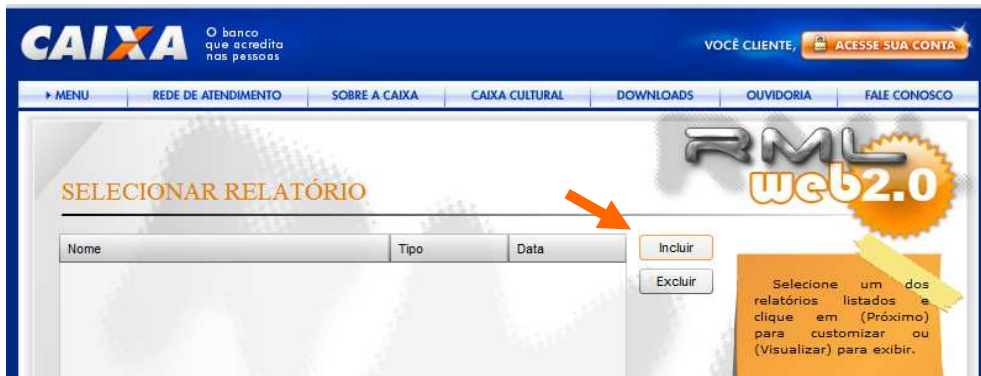 CAIXA
O banco
que acredita
nas pessoas
VOCÊ CLIENTE, ACESSE SUA CONTA
MENU REDE DE ATENDIMENTO SOBRE A CAIXA CAIXA CULTURAL DOWNLOADS OUVIDORIA FALE CONOSCO
RML
web2.0
SELECIONAR RELATÓRIO
Nome Tipo Data Incluir
Excluir
Selecione um dos
relatórios listados e
clique em (Próximo)
para customizar ou
(Visualizar) para exibir.